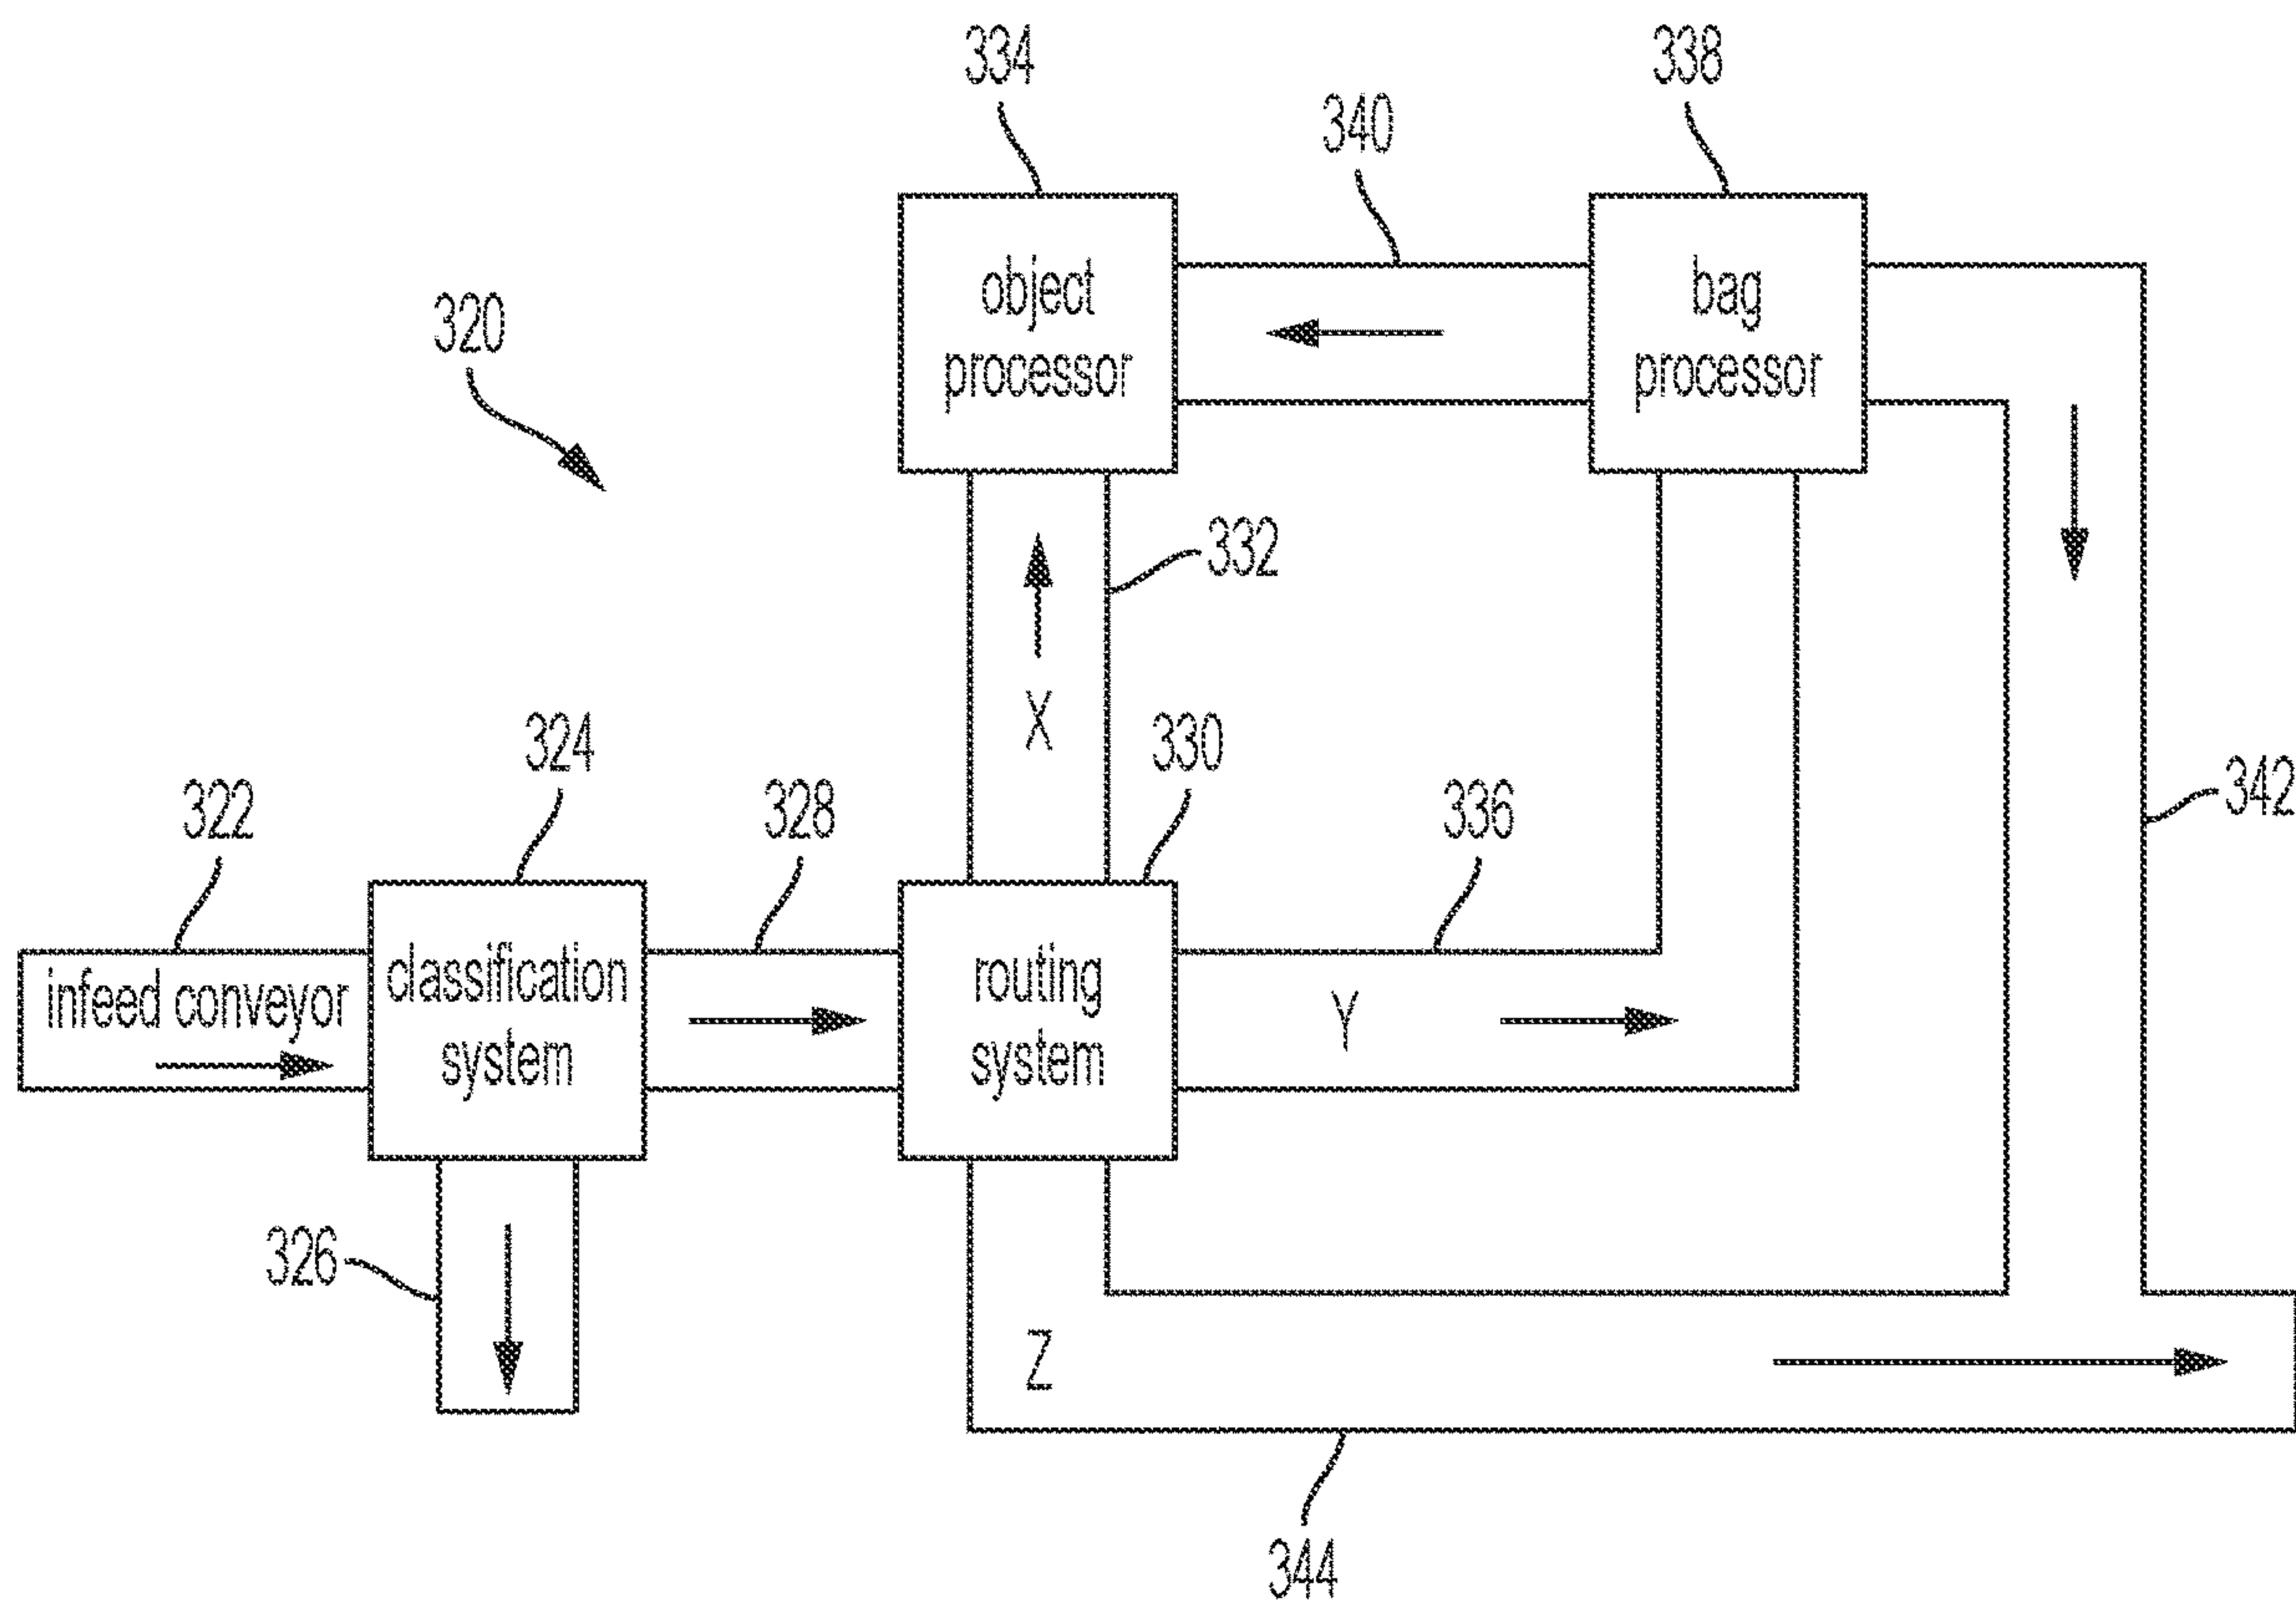 334
338
340
object
processor
bag
processor
320
332
X
324
330
322
328
336
342
infeed conveyor
classification
system
routing
system
Y
326
Z
344